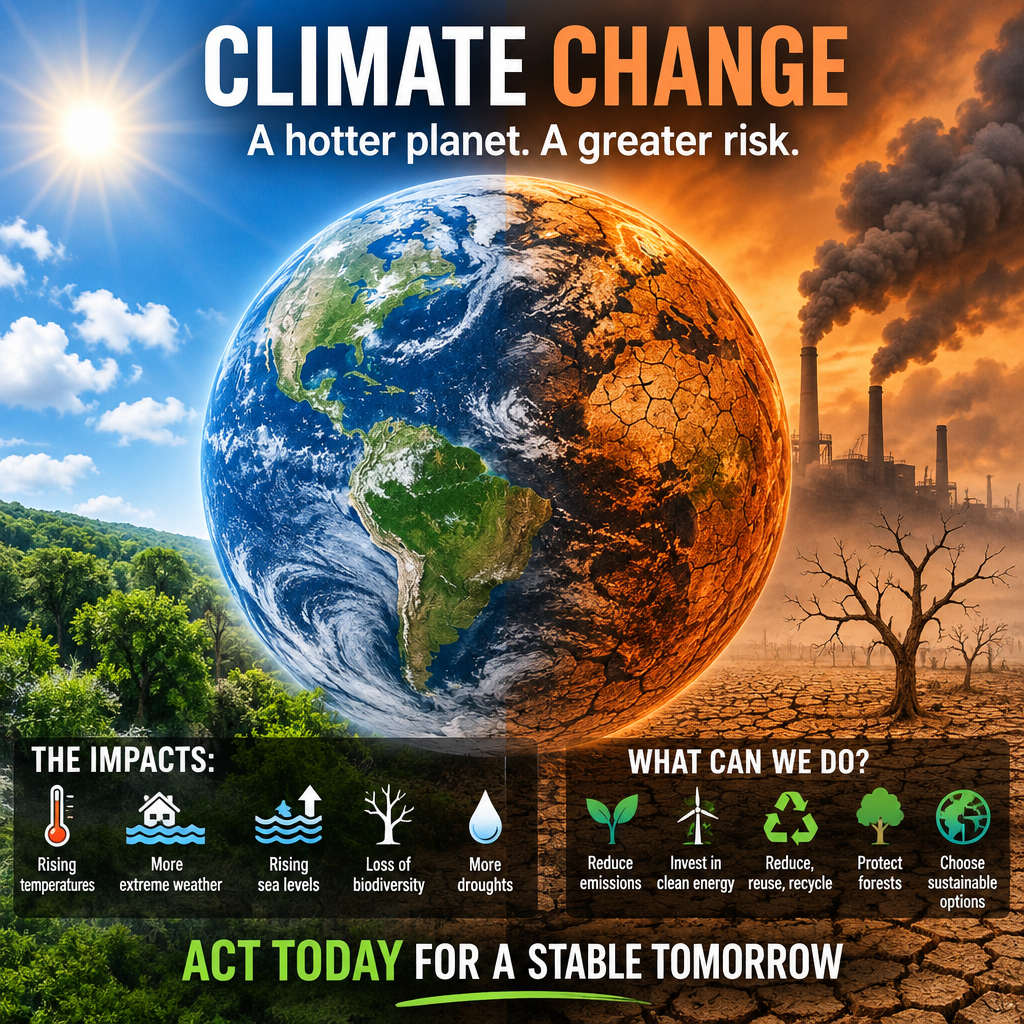 CLIMATE CHANGE
A hotter planet. A greater risk.
THE IMPACTS:
Rising
temperatures
More
extreme weather
Rising
sea levels
Loss of
biodiversity
More
droughts
WHAT CAN WE DO?
Reduce
emissions
Invest in
clean energy
Reduce,
reuse, recycle
Protect
forests
Choose
sustainable
options
ACT TODAY FOR A STABLE TOMORROW